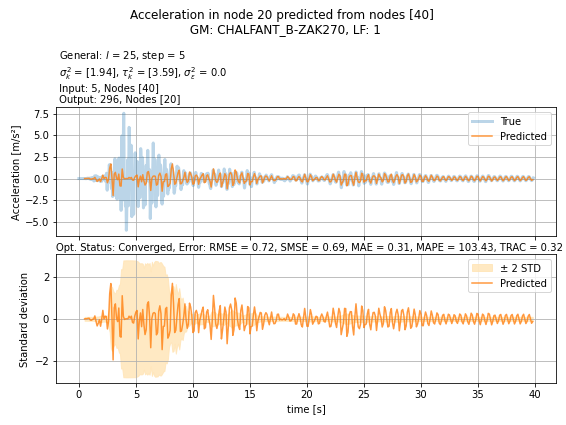 Acceleration in node 20 predicted from nodes [40]
GM: CHALFANT_B-ZAK270, LF: 1
General: l = 25, step = 5
σ²ₖ = [1.94], τ²ₖ = [3.59], σ²ε = 0.0
Input: 5, Nodes [40]
Output: 296, Nodes [20]
Acceleration [m/s²]
7.5
5.0
2.5
0.0
−2.5
−5.0
True
Predicted
Opt. Status: Converged, Error: RMSE = 0.72, SMSE = 0.69, MAE = 0.31, MAPE = 103.43, TRAC = 0.32
Standard deviation
2
0
−2
± 2 STD
Predicted
0 5 10 15 20 25 30 35 40
time [s]